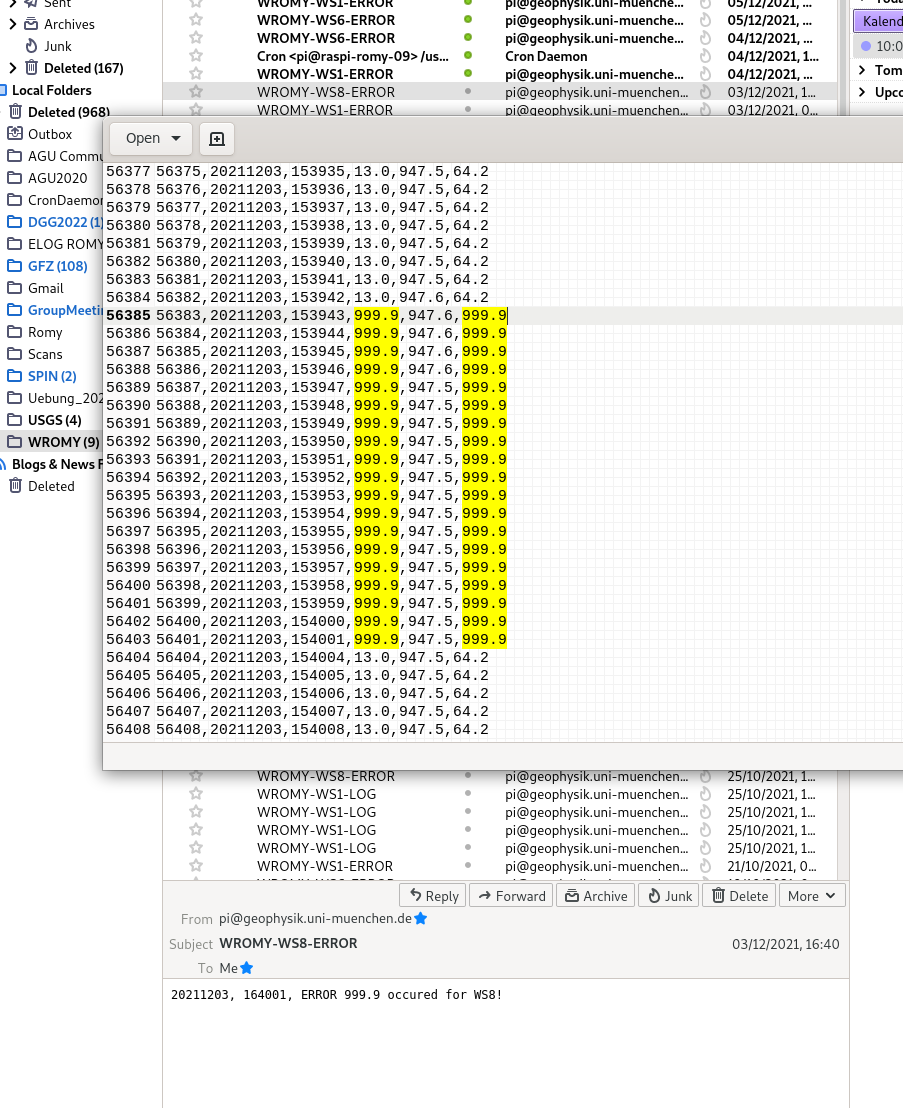 Sent
Archives
Junk
Deleted (167)
Local Folders
Deleted (968)
Outbox
AGU Commu
AGU2020
CronDaemon
DGG2022 (1)
ELOG ROMY
GFZ (108)
Gmail
GroupMeetin
Romy
Scans
SPIN (2)
Uebung_202
USGS (4)
WROMY (9)
Blogs & News F
Deleted
WROMY-WS1-ERROR pi@geophysik.uni-muenche... 05/12/2021, ...
WROMY-WS6-ERROR pi@geophysik.uni-muenche... 05/12/2021, ...
WROMY-WS6-ERROR pi@geophysik.uni-muenche... 04/12/2021, ...
Cron <pi@raspi-romy-09> /us... Cron Daemon 04/12/2021, 1...
WROMY-WS1-ERROR pi@geophysik.uni-muenche... 04/12/2021, ...
WROMY-WS8-ERROR pi@geophysik.uni-muenchen... 03/12/2021, 1...
WROMY-WS1-ERROR pi@geophysik.uni-muenchen... 03/12/2021, 0...
Kalend
10:0
Tom
Upco
Open
56377 56375,20211203,153935,13.0,947.5,64.2
56378 56376,20211203,153936,13.0,947.5,64.2
56379 56377,20211203,153937,13.0,947.5,64.2
56380 56378,20211203,153938,13.0,947.5,64.2
56381 56379,20211203,153939,13.0,947.5,64.2
56382 56380,20211203,153940,13.0,947.5,64.2
56383 56381,20211203,153941,13.0,947.5,64.2
56384 56382,20211203,153942,13.0,947.6,64.2
56385 56383,20211203,153943,999.9,947.6,999.9
56386 56384,20211203,153944,999.9,947.6,999.9
56387 56385,20211203,153945,999.9,947.6,999.9
56388 56386,20211203,153946,999.9,947.6,999.9
56389 56387,20211203,153947,999.9,947.5,999.9
56390 56388,20211203,153948,999.9,947.5,999.9
56391 56389,20211203,153949,999.9,947.5,999.9
56392 56390,20211203,153950,999.9,947.5,999.9
56393 56391,20211203,153951,999.9,947.5,999.9
56394 56392,20211203,153952,999.9,947.5,999.9
56395 56393,20211203,153953,999.9,947.5,999.9
56396 56394,20211203,153954,999.9,947.5,999.9
56397 56395,20211203,153955,999.9,947.5,999.9
56398 56396,20211203,153956,999.9,947.5,999.9
56399 56397,20211203,153957,999.9,947.5,999.9
56400 56398,20211203,153958,999.9,947.5,999.9
56401 56399,20211203,153959,999.9,947.5,999.9
56402 56400,20211203,154000,999.9,947.5,999.9
56403 56401,20211203,154001,999.9,947.5,999.9
56404 56404,20211203,154004,13.0,947.5,64.2
56405 56405,20211203,154005,13.0,947.5,64.2
56406 56406,20211203,154006,13.0,947.5,64.2
56407 56407,20211203,154007,13.0,947.5,64.2
56408 56408,20211203,154008,13.0,947.5,64.2
WROMY-WS8-ERROR pi@geophysik.uni-muenchen... 25/10/2021, 1...
WROMY-WS1-LOG pi@geophysik.uni-muenchen... 25/10/2021, 1...
WROMY-WS1-LOG pi@geophysik.uni-muenchen... 25/10/2021, 1...
WROMY-WS1-LOG pi@geophysik.uni-muenchen... 25/10/2021, 1...
WROMY-WS1-LOG pi@geophysik.uni-muenchen... 25/10/2021, 1...
WROMY-WS1-ERROR pi@geophysik.uni-muenchen... 21/10/2021, 0...
Reply Forward Archive Junk Delete More
From pi@geophysik.uni-muenchen.de
Subject WROMY-WS8-ERROR 03/12/2021, 16:40
To Me
20211203, 164001, ERROR 999.9 occured for WS8!